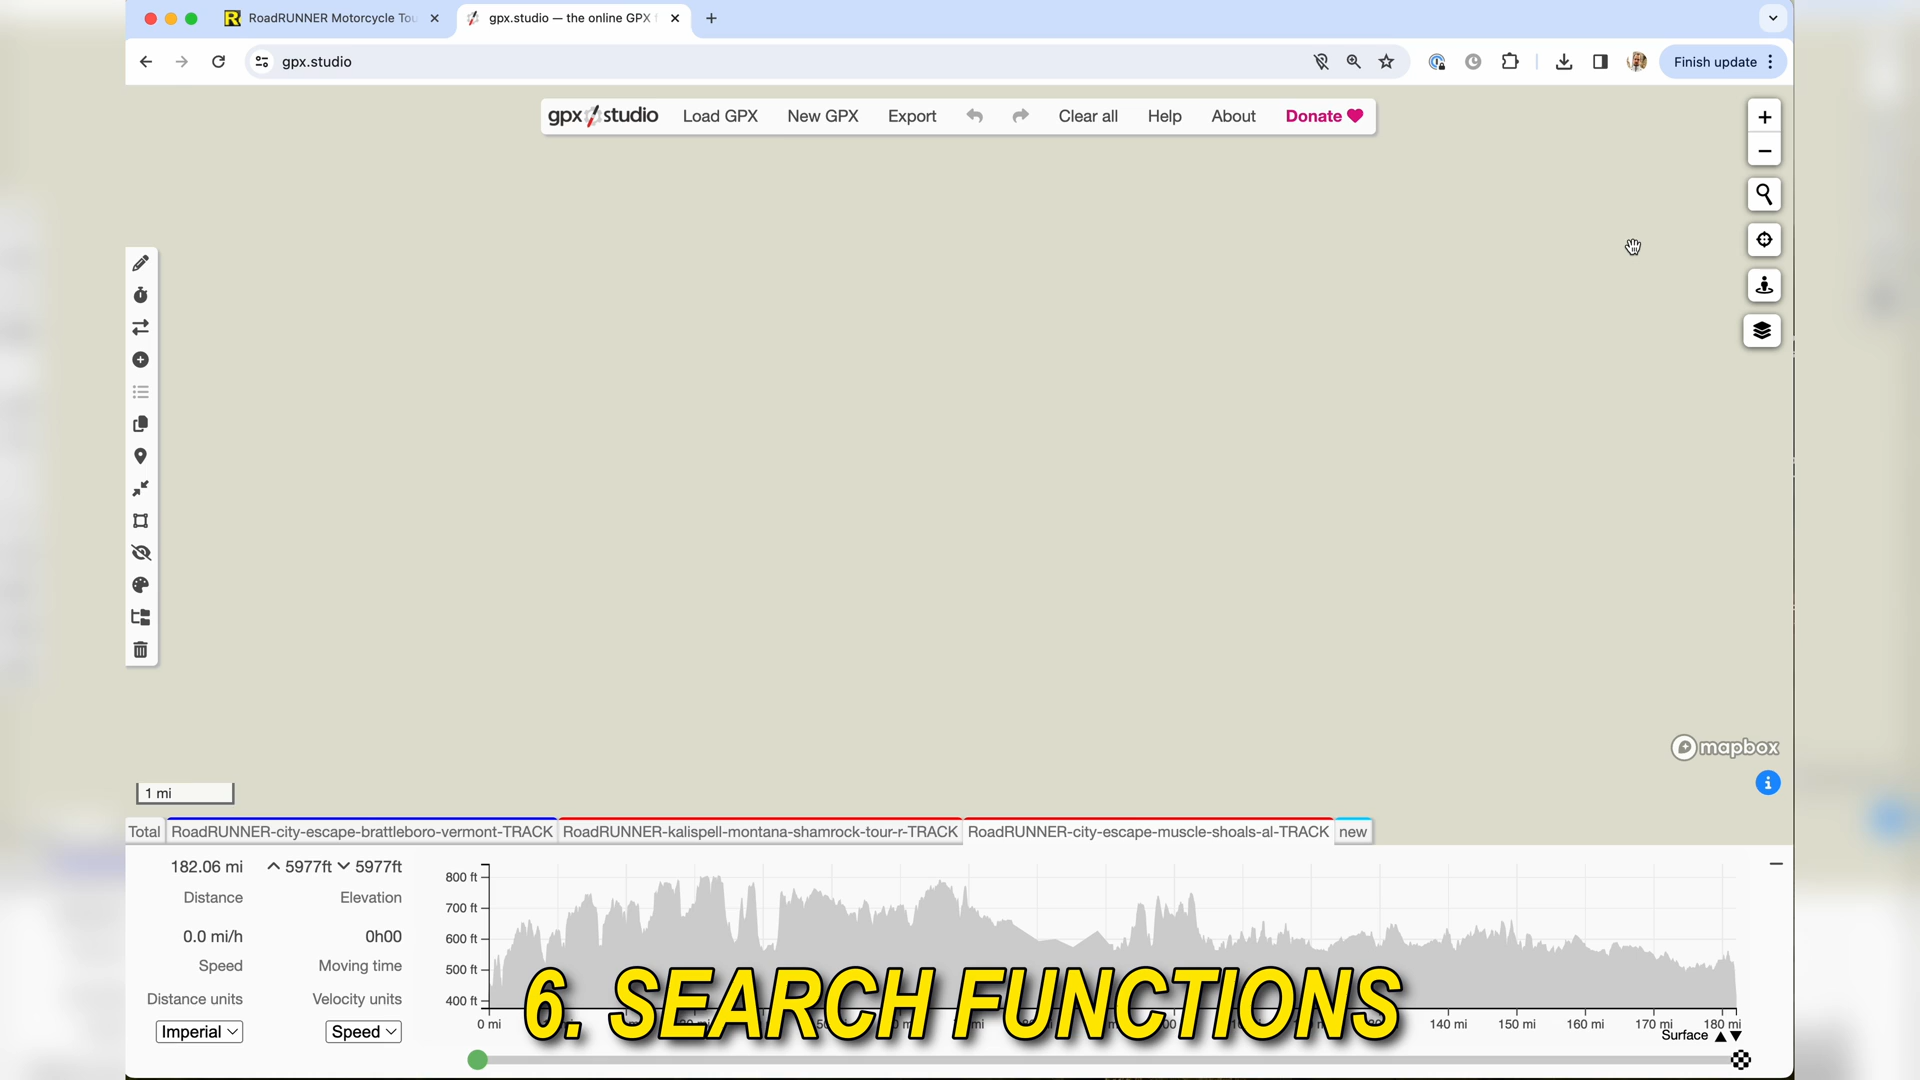 RoadRUNNER Motorcycle Tou
gpx.studio — the online GPX
gpx.studio
Finish update
gpx studio
Load GPX
New GPX
Export
Clear all
Help
About
Donate
mapbox
1 mi
Total
RoadRUNNER-city-escape-brattleboro-vermont-TRACK
RoadRUNNER-kalispell-montana-shamrock-tour-r-TRACK
RoadRUNNER-city-escape-muscle-shoals-al-TRACK
new
182.06 mi
5977ft 5977ft
Distance
Elevation
0.0 mi/h
0h00
Speed
Moving time
Distance units
Velocity units
Imperial
Speed
800 ft
700 ft
600 ft
500 ft
400 ft
0 mi
140 mi
150 mi
160 mi
170 mi
180 mi
Surface
6. SEARCH FUNCTIONS